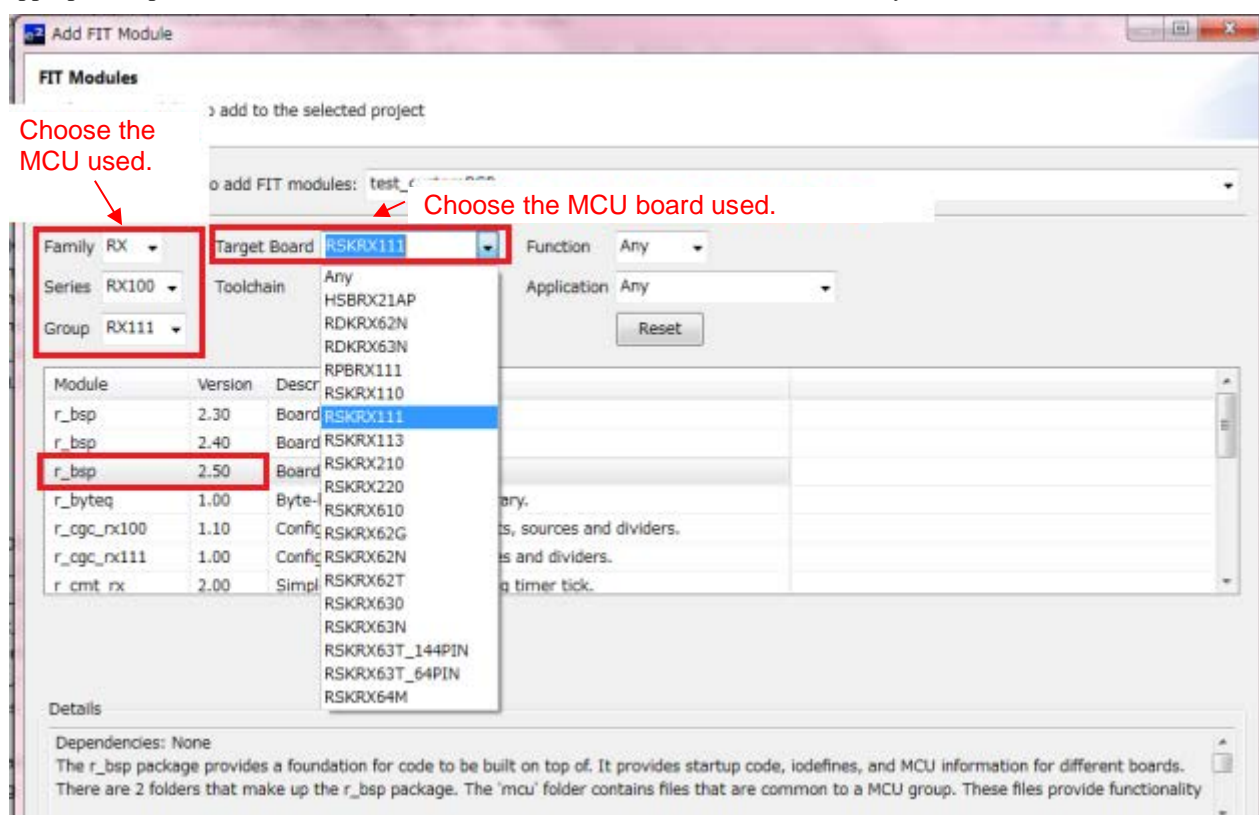 Add FIT Module
FIT Modules
o add to the selected project
Choose the
MCU used.
o add FIT modules:
Choose the MCU board used.
Family RX Target Board RSKRX111 Function Any
Series RX100 Toolchain Application Any
Group RX111 Reset
Any
HSBRX21AP
RDKRX62N
RDKRX63N
RPBRX111
RSKRX110
RSKRX111
RSKRX113
RSKRX210
RSKRX220
RSKRX610
RSKRX62G
RSKRX62N
RSKRX62T
RSKRX630
RSKRX63N
RSKRX63T_144PIN
RSKRX63T_64PIN
RSKRX64M
Module Version Descr
r_bsp 2.30 Board
r_bsp 2.40 Board
r_bsp 2.50 Board
r_byteq 1.00 Byte- ary.
r_cgc_rx100 1.10 Config ts, sources and dividers.
r_cgc_rx111 1.00 Config es and dividers.
r_cmt_rx 2.00 Simpl g timer tick.
Details
Dependencies: None
The r_bsp package provides a foundation for code to be built on top of. It provides startup code, iodefines, and MCU information for different boards.
There are 2 folders that make up the r_bsp package. The 'mcu' folder contains files that are common to a MCU group. These files provide functionality